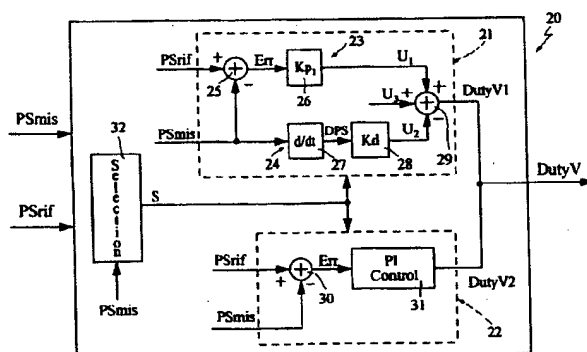 20
23
21
PSrif
+
Err
Kp1
U1
25
+
26
−
U3
+
+
DutyV1
−
29
PSmis
d/dt
DPS
Kd
U2
24
27
28
PSmis
32
Selection
PSrif
S
DutyV
PSmis
PSrif
+
Err
PI
Control
+
30
−
31
DutyV2
PSmis
22